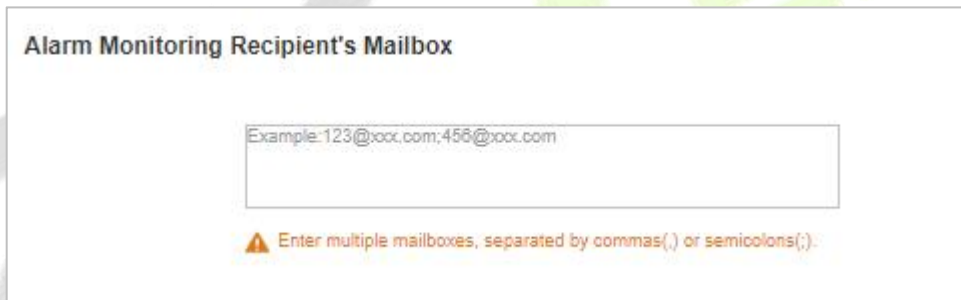 Alarm Monitoring Recipient's Mailbox
Example:123@xxx.com;456@xxx.com
Enter multiple mailboxes, separated by commas(,) or semicolons(;).